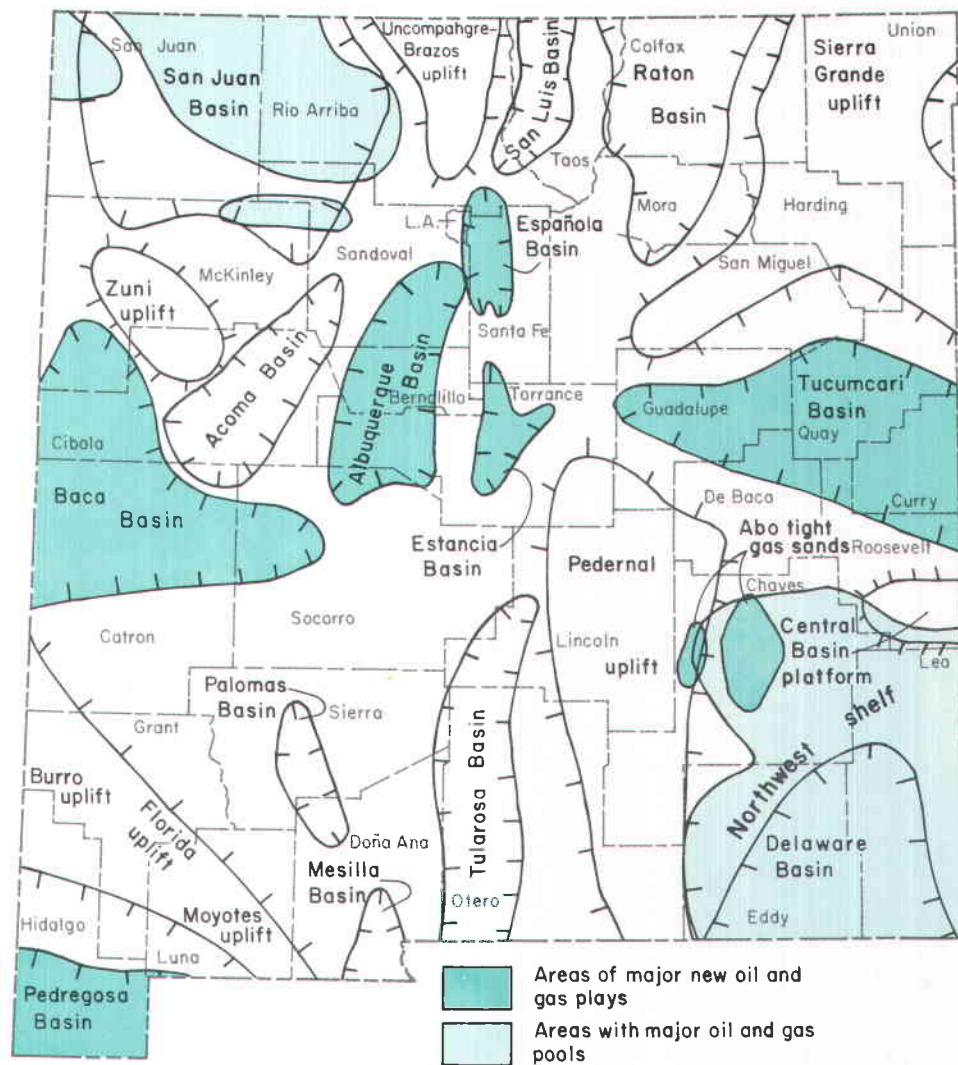 San Juan
San Juan
Basin
Rio Arriba
Uncompahgre-
Brazos
uplift
San Luis Basin
Colfax
Raton
Basin
Union
Sierra
Grande
uplift
Taos
Mora
Harding
L.A.
Española
Basin
Sandoval
San Miguel
McKinley
Zuni
uplift
Santa Fe
Acoma Basin
Albuquerque
Basin
Bernalillo
Torrance
Guadalupe
Tucumcari
Basin
Quay
Cibola
Curry
Baca
Basin
De Baca
Estancia
Basin
Abo tight
gas sands
Roosevelt
Pedernal
uplift
Chaves
Socorro
Catron
Lincoln
Central
Basin
platform
Lea
Palomas
Basin
Sierra
Grant
Northwest shelf
Burro
uplift
Florida
uplift
Tularosa Basin
Doña Ana
Mesilla
Basin
Delaware
Basin
Otero
Eddy
Hidalgo
Moyotes
uplift
Luna
Pedregosa
Basin
Areas of major new oil and
gas plays
Areas with major oil and gas
pools